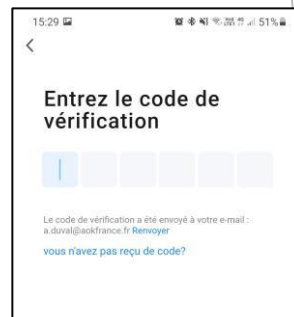 15:29
51%
Entrez le code de
vérification
Le code de vérification a été envoyé à votre e-mail :
a.duval@aokfrance.fr Renvoyer
vous n'avez pas reçu de code?